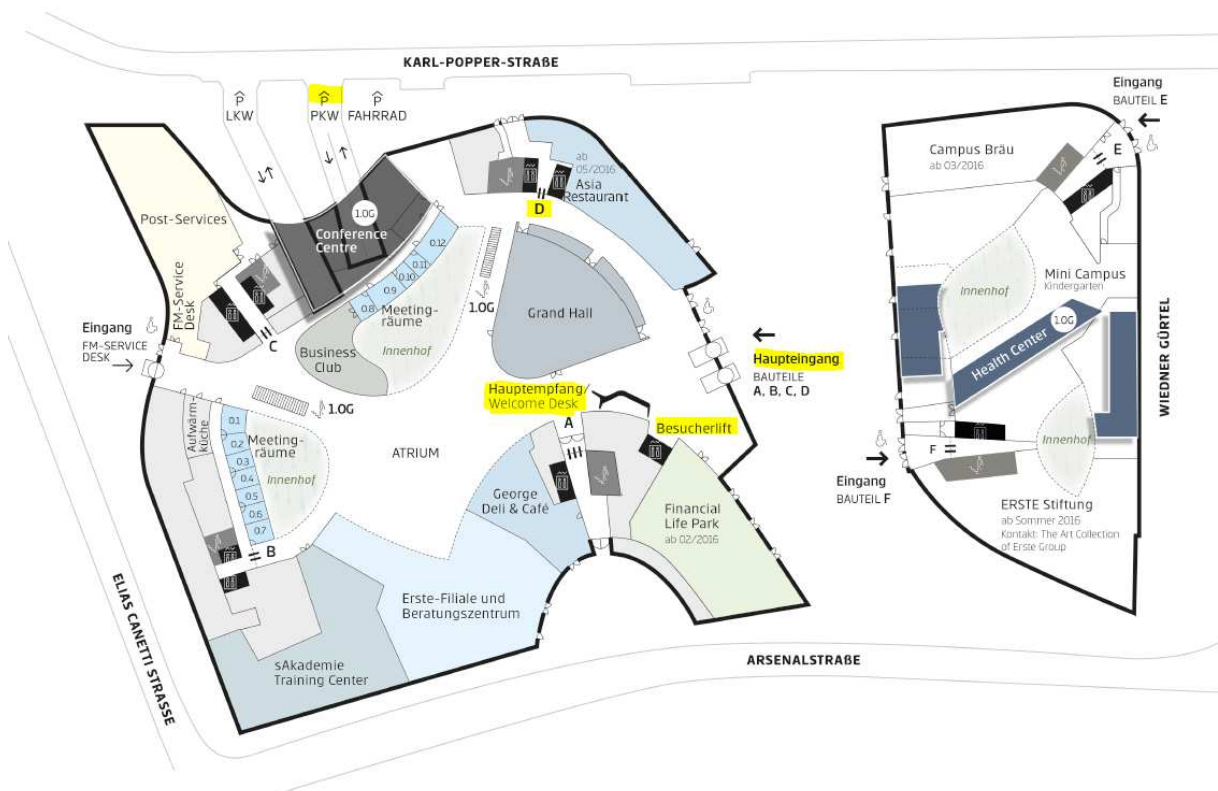 KARL-POPPER-STRASSE
P
LKW
P
PKW
P
FAHRRAD
Eingang
BAUTEIL E
E
Campus Bräu
ab 03/2016
ab
05/2016
Asia
Restaurant
D
Post-Services
1.OG
Conference
Centre
0.12
0.11
0.10
0.9
0.8
Meeting-
räume
Innenhof
1.OG
Grand Hall
FM-Service
Desk
C
Business
Club
Eingang
FM-SERVICE
DESK
Haupteingang
BAUTEILE
A, B, C, D
Hauptempfang/
Welcome Desk
Besucherlift
A
1.OG
Aufwärm-
küche
0.1
0.2
0.3
0.4
0.5
0.6
0.7
Meeting-
räume
Innenhof
ATRIUM
B
George
Deli & Café
Financial
Life Park
ab 02/2016
Erste-Filiale und
Beratungszentrum
sAkademie
Training Center
Mini Campus
Kindergarten
Innenhof
1.OG
Health Center
Innenhof
F
Eingang
BAUTEIL F
ERSTE Stiftung
ab Sommer 2016
Kontakt: The Art Collection
of Erste Group
WIEDNER GÜRTEL
ELIAS CANETTI STRASSE
ARSENALSTRAßE